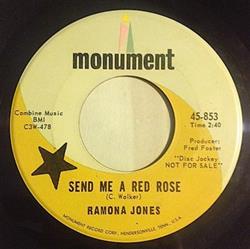 monument
Combine Music
BMI
C3W-478
45-853
Time 2:40
Producer:
Fred Foster
"Disc Jockey
NOT FOR SALE"
SEND ME A RED ROSE
(C. Walker)
RAMONA JONES
MONUMENT RECORD CORP. HENDERSONVILLE, TENN., U.S.A.